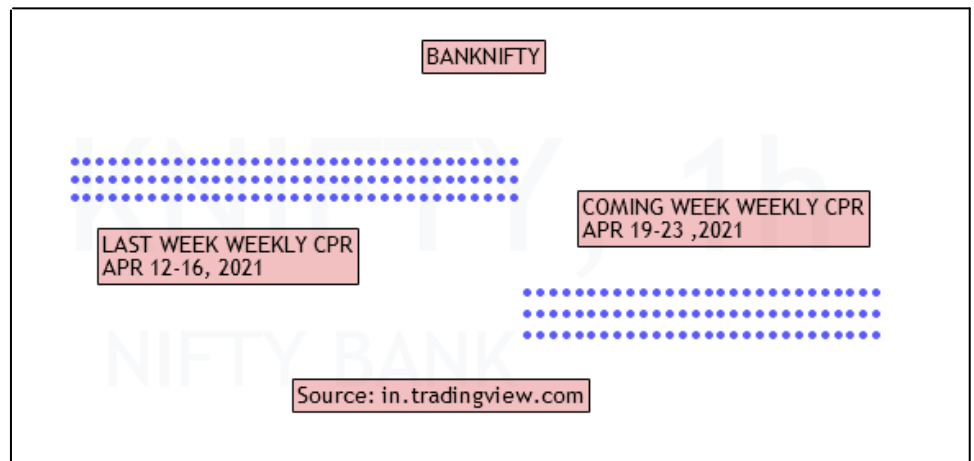 BANKNIFTY
KNIFTY, 1h
COMING WEEK WEEKLY CPR
APR 19-23 ,2021
LAST WEEK WEEKLY CPR
APR 12-16, 2021
NIFTY BANK
Source: in.tradingview.com